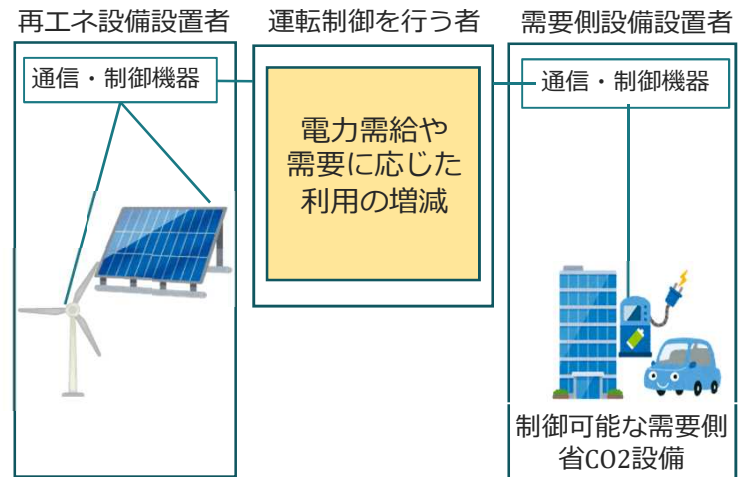 再エネ設備設置者
運転制御を行う者
需要側設備設置者
通信・制御機器
通信・制御機器
電力需給や
需要に応じた
利用の増減
制御可能な需要側
省CO2設備